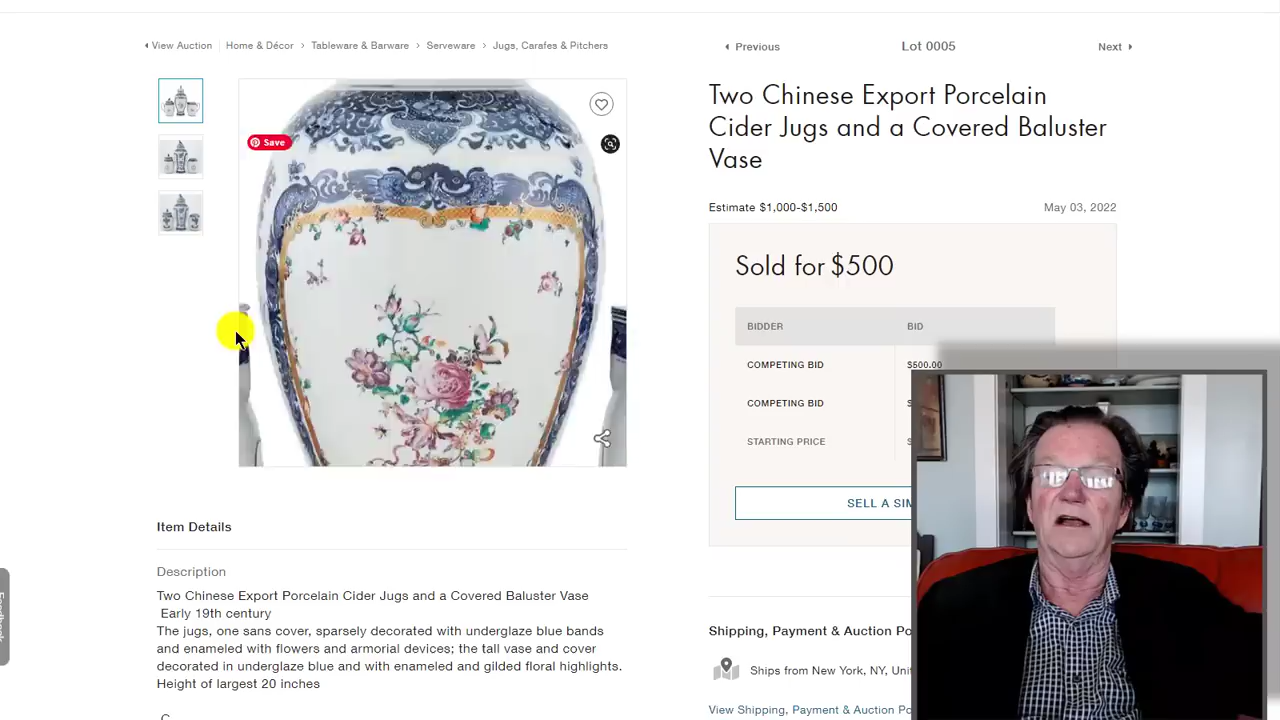 View Auction
Home & Décor
Tableware & Barware
Serveware
Jugs, Carafes & Pitchers
Previous
Lot 0005
Next
Save
Two Chinese Export Porcelain
Cider Jugs and a Covered Baluster
Vase
Estimate $1,000-$1,500
May 03, 2022
Sold for $500
BIDDER
BID
COMPETING BID
$500.00
COMPETING BID
$
STARTING PRICE
$
SELL A SIM
Item Details
Description
Two Chinese Export Porcelain Cider Jugs and a Covered Baluster Vase
Early 19th century
The jugs, one sans cover, sparsely decorated with underglaze blue bands
and enameled with flowers and armorial devices; the tall vase and cover
decorated in underglaze blue and with enameled and gilded floral highlights.
Height of largest 20 inches
C
Shipping, Payment & Auction Po
Ships from New York, NY, Unit
View Shipping, Payment & Auction Po
Feedback